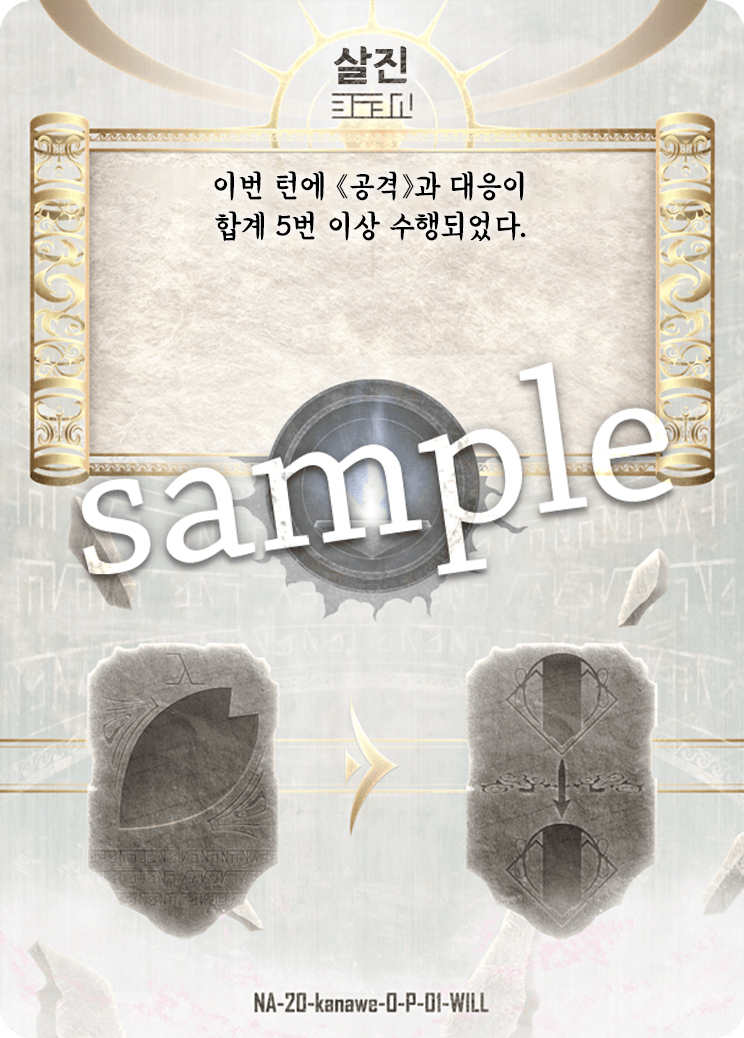 살진
이번 턴에 《공격》과 대응이
합계 5번 이상 수행되었다.
sample
NA-20-kanawe-O-P-01-WILL